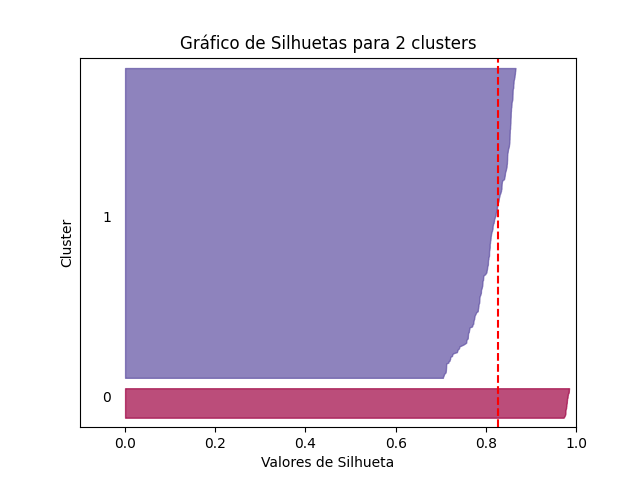 Gráfico de Silhuetas para 2 clusters
Cluster
1
0
0.0 0.2 0.4 0.6 0.8 1.0
Valores de Silhueta